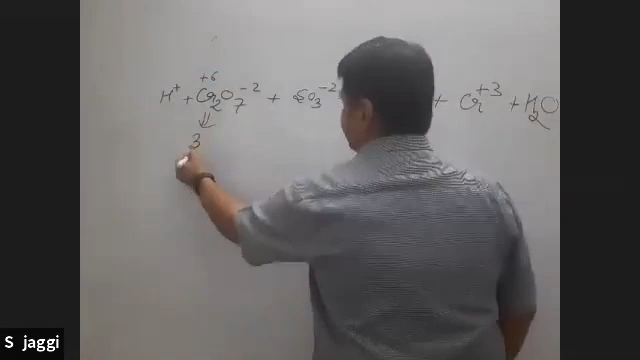 +6
H⁺ + Cr₂O₇⁻² + SO₃⁻² + Cr⁺³ + H₂O
⇓
3
S jaggi